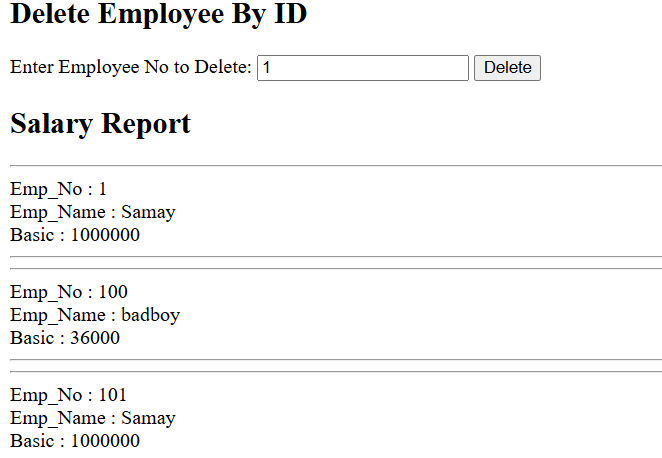 Delete Employee By ID
Enter Employee No to Delete: 1 Delete
Salary Report
Emp_No : 1
Emp_Name : Samay
Basic : 1000000
Emp_No : 100
Emp_Name : badboy
Basic : 36000
Emp_No : 101
Emp_Name : Samay
Basic : 1000000